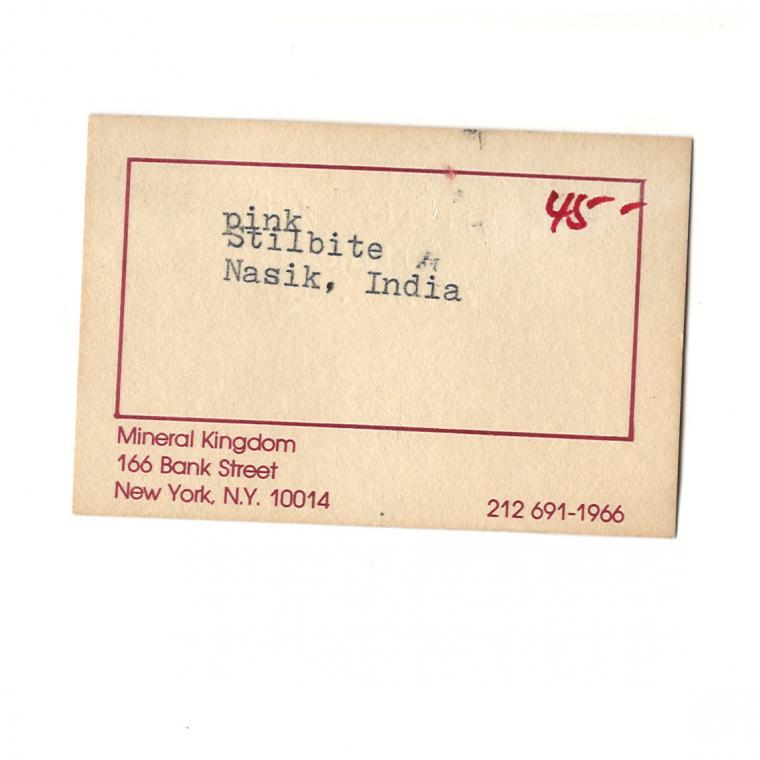 45--
pink
Stilbite
Nasik, India
Mineral Kingdom
166 Bank Street
New York, N.Y. 10014
212 691-1966